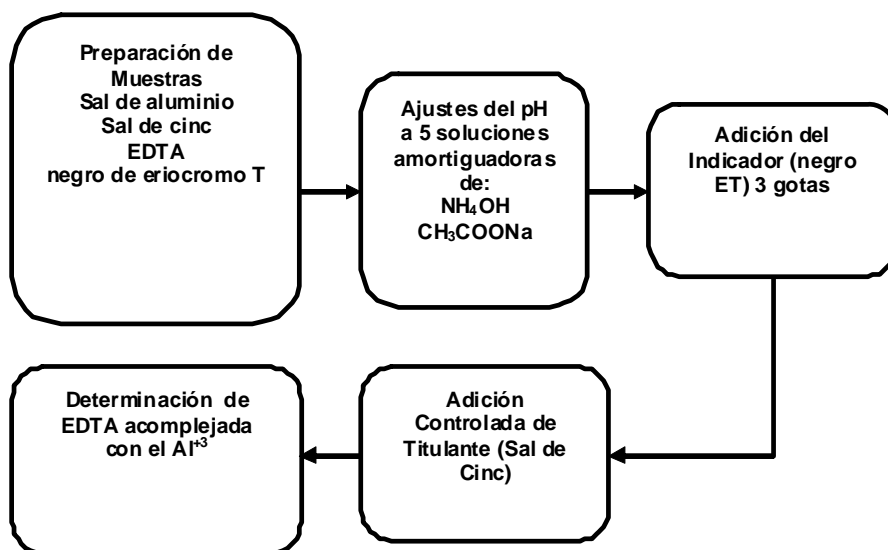 Preparación de
Muestras
Sal de aluminio
Sal de cinc
EDTA
negro de eriocromo T
Ajustes del pH
a 5 soluciones
amortiguadoras
de:
NH₄OH
CH₃COONa
Adición del
Indicador (negro
ET) 3 gotas
Adición
Controlada de
Titulante (Sal de
Cinc)
Determinación de
EDTA acomplejada
con el Al⁺³